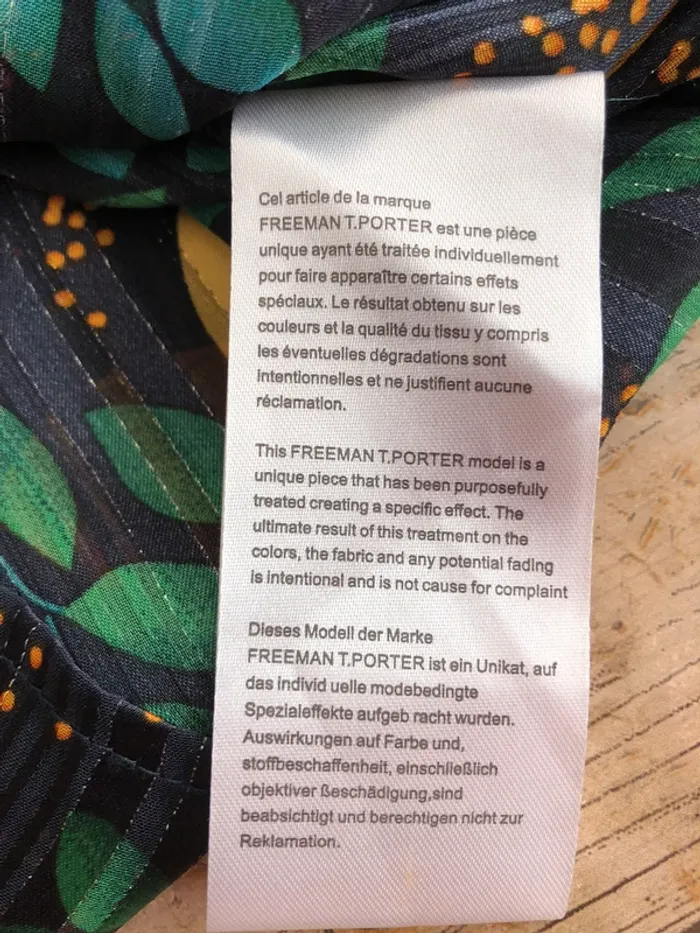 Cel article de la marque
FREEMAN T.PORTER est une pièce
unique ayant été traitée individuellement
pour faire apparaître certains effets
spéciaux. Le résultat obtenu sur les
couleurs et la qualité du tissu y compris
les éventuelles dégradations sont
intentionnelles et ne justifient aucune
réclamation.
This FREEMAN T.PORTER model is a
unique piece that has been purposefully
treated creating a specific effect. The
ultimate result of this treatment on the
colors, the fabric and any potential fading
is intentional and is not cause for complaint
Dieses Modell der Marke
FREEMAN T.PORTER ist ein Unikat, auf
das individ uelle modebedingte
Spezialeffekte aufgeb racht wurden.
Auswirkungen auf Farbe und,
stoffbeschaffenheit, einschließlich
objektiver ßeschädigung,sind
beabsichtigt und berechtigen nicht zur
Reklamation.